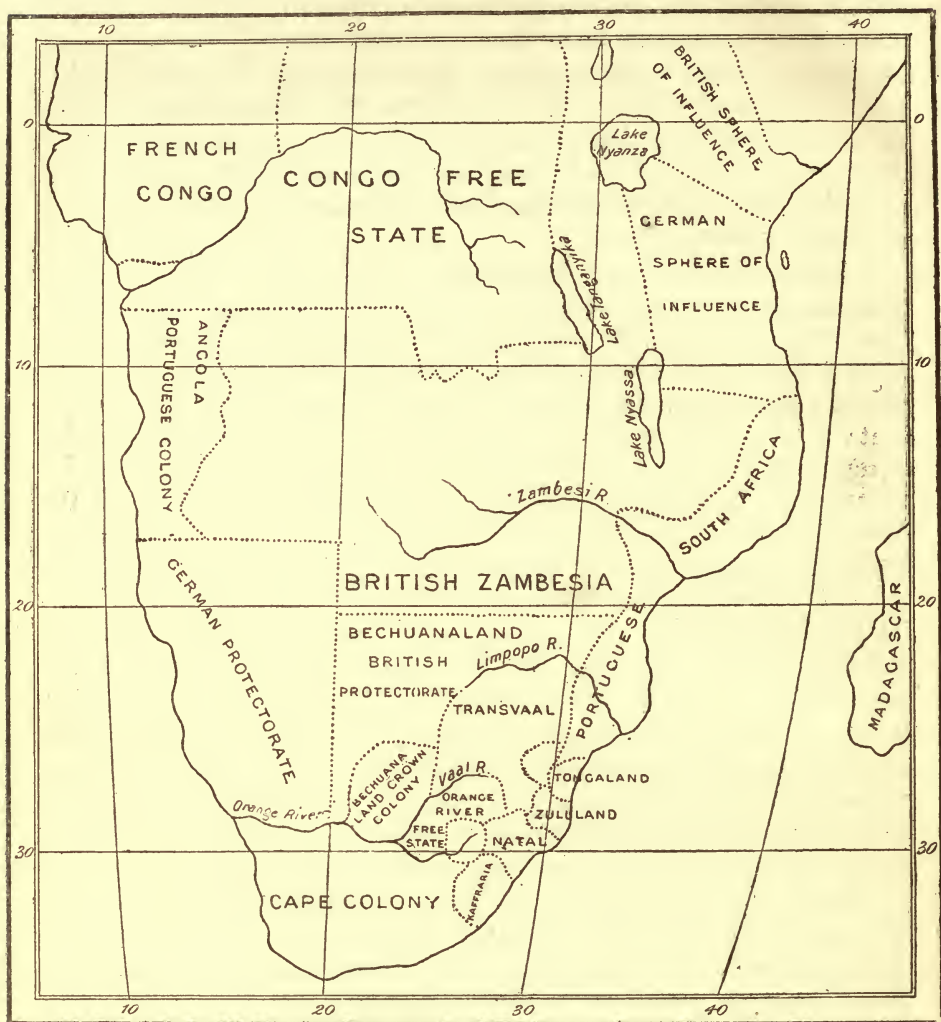 10 20 30 40
BRITISH SPHERE
OF INFLUENCE
0 0
Lake
Nyanza
FRENCH
CONGO
CONGO FREE
STATE
GERMAN
SPHERE OF
INFLUENCE
Lake Tanganyika
ANGOLA
PORTUGUESE COLONY
10 10
Lake Nyassa
Zambesi R.
PORTUGUESE
SOUTH AFRICA
BRITISH ZAMBESIA
20 20
GERMAN PROTECTORATE
BECHUANALAND
BRITISH
PROTECTORATE
Limpopo R.
TRANSVAAL
MADAGASCAR
BECHUANA
LAND CROWN
COLONY
Vaal R.
ORANGE
RIVER
FREE
STATE
TONGALAND
ZULULAND
NATAL
Orange River
30 30
CAPE COLONY
KAFFRARIA
10 20 30 40